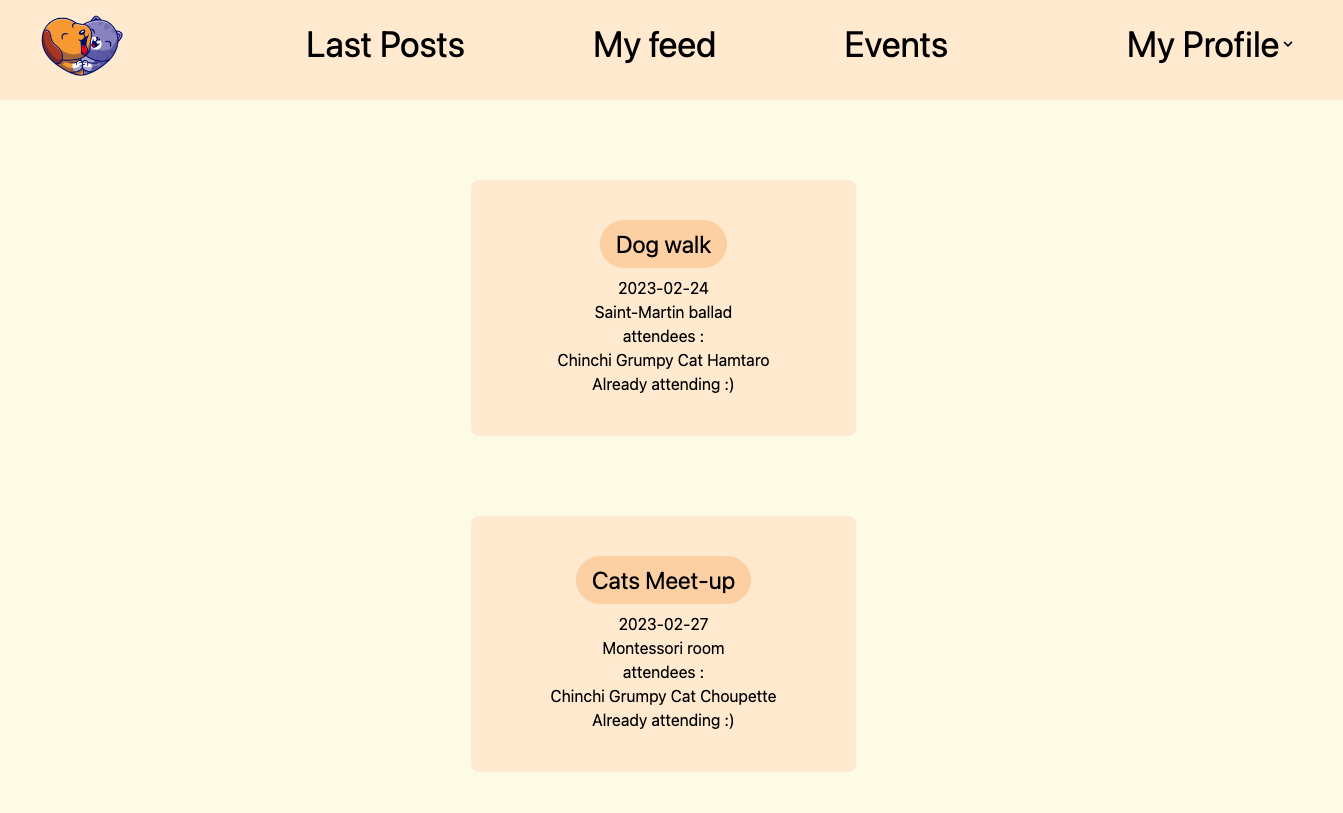 Last Posts My feed Events My Profile
Dog walk
2023-02-24
Saint-Martin ballad
attendees :
Chinchi Grumpy Cat Hamtaro
Already attending :)
Cats Meet-up
2023-02-27
Montessori room
attendees :
Chinchi Grumpy Cat Choupette
Already attending :)